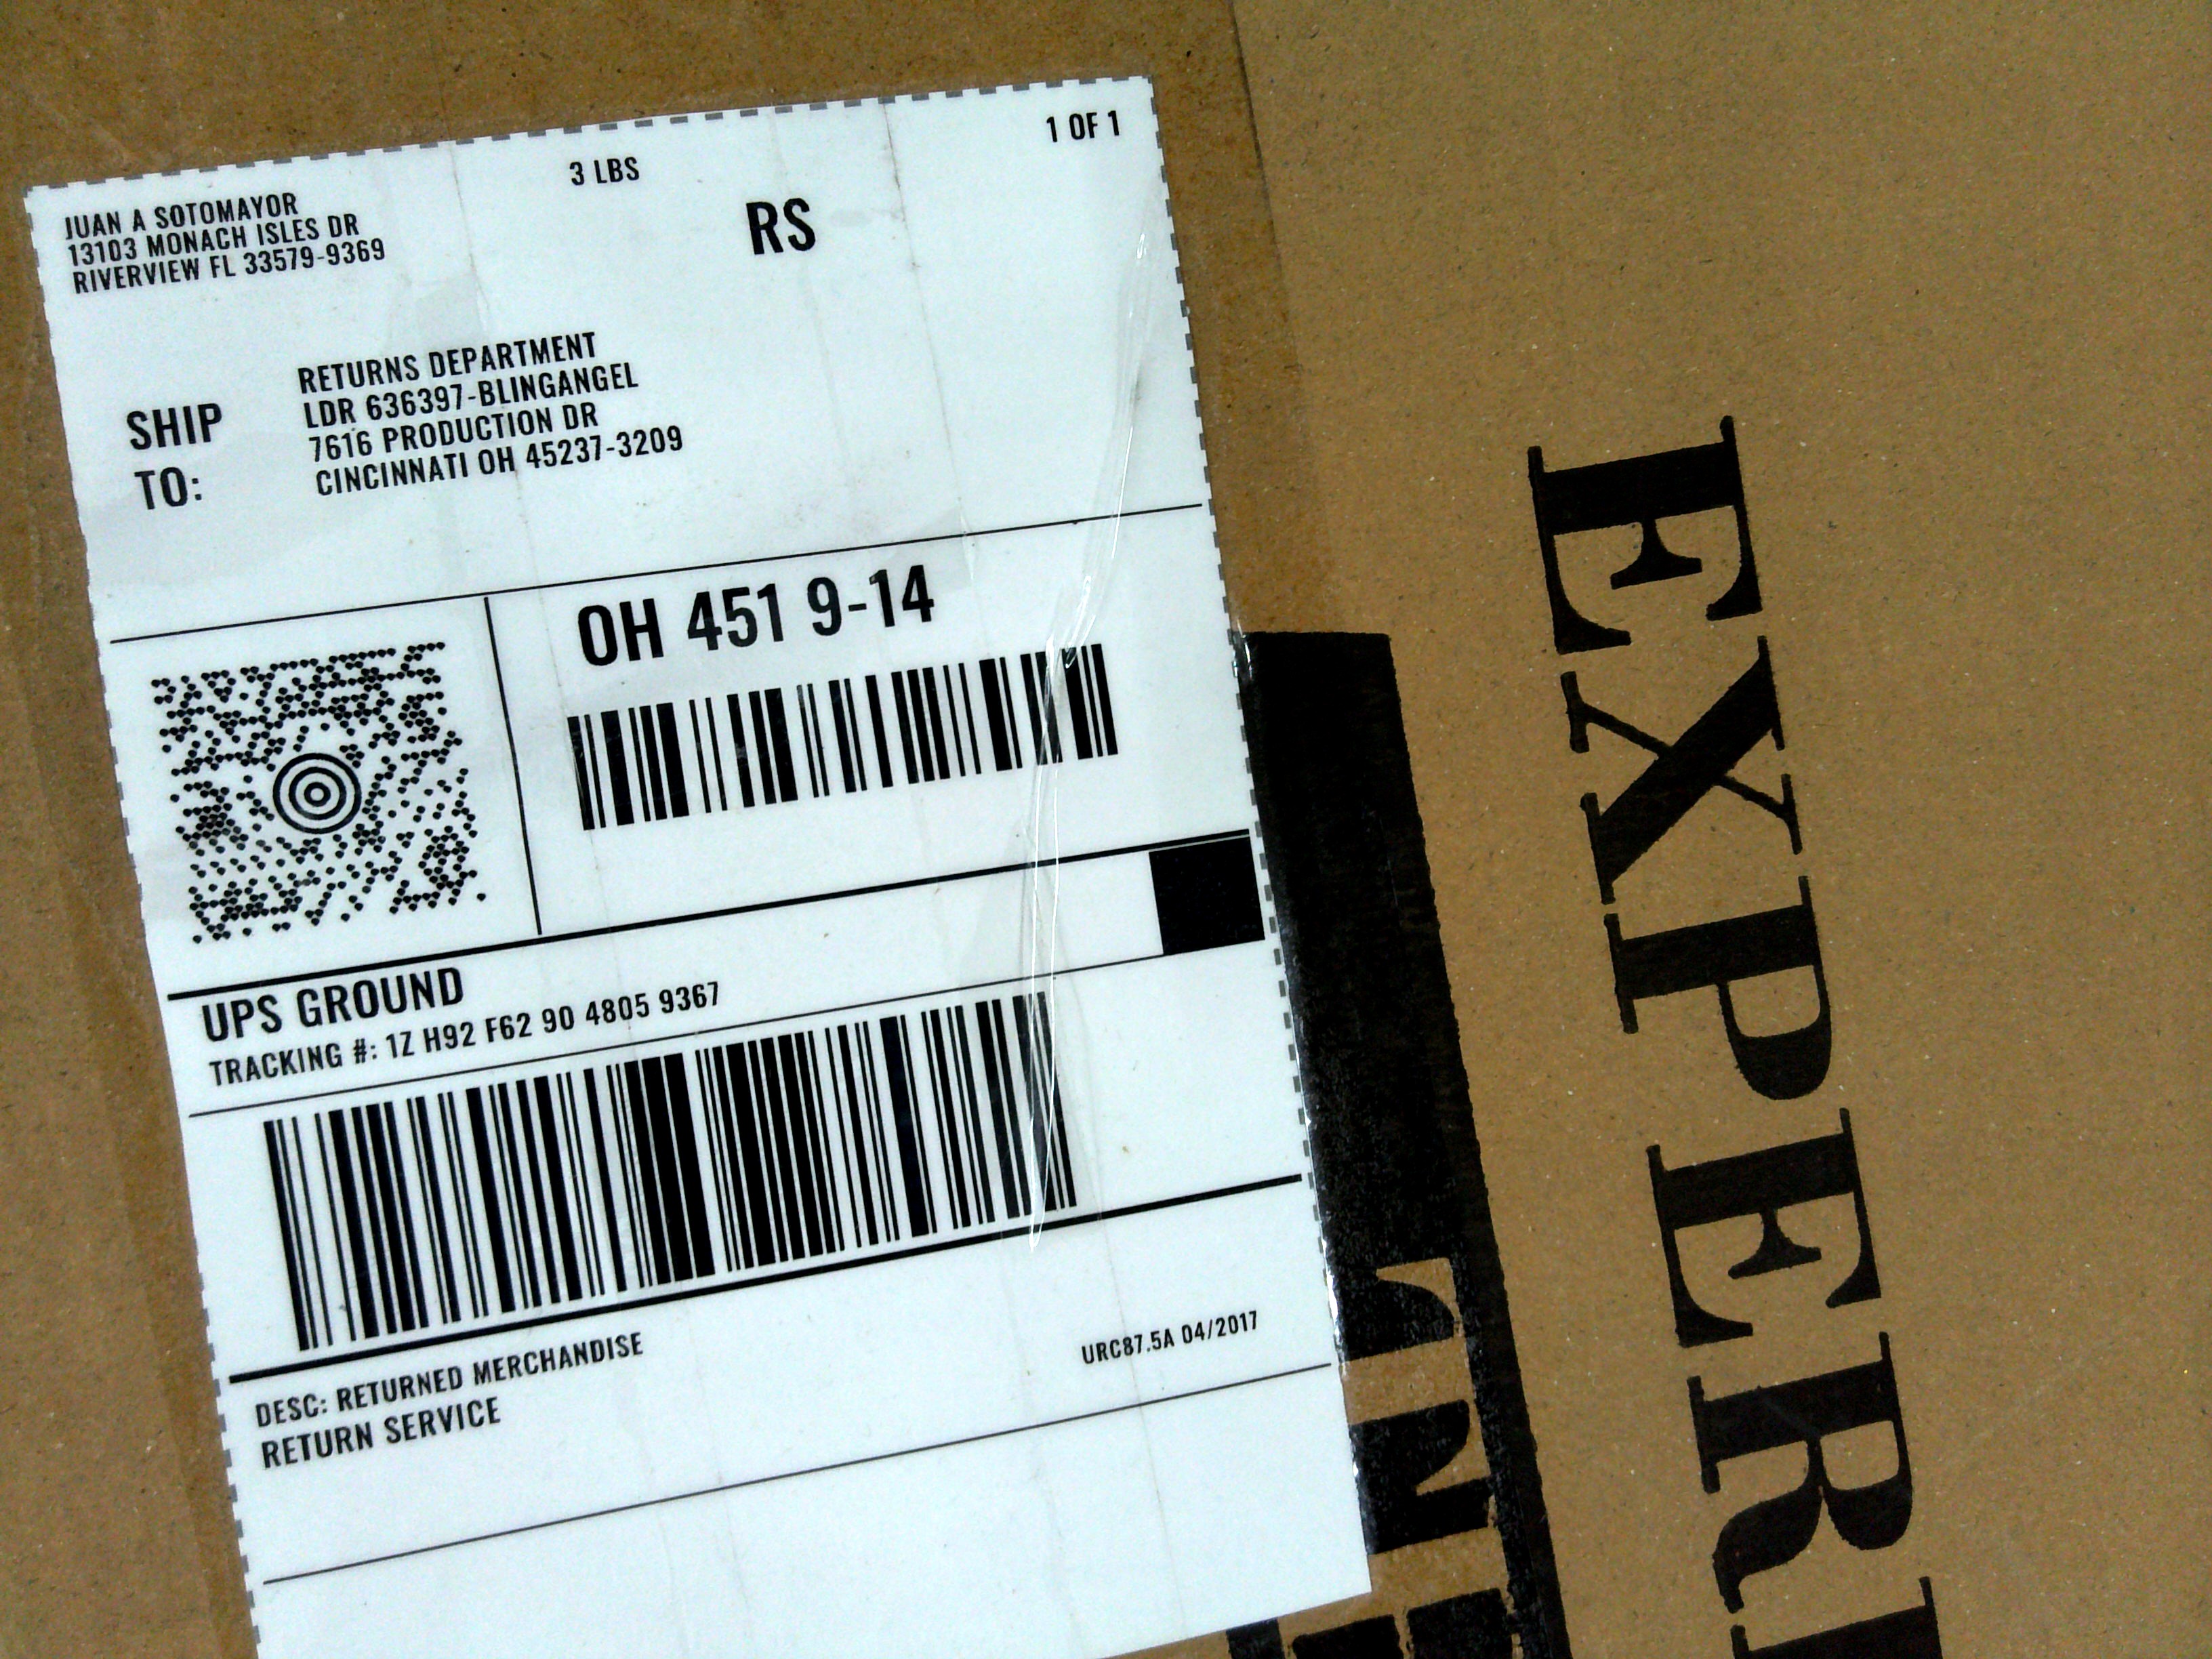 1 OF 1
3 LBS
RS
JUAN A SOTOMAYOR
13103 MONACH ISLES DR
RIVERVIEW FL 33579-9369
SHIP
TO:
RETURNS DEPARTMENT
LDR 636397-BLINGANGEL
7616 PRODUCTION DR
CINCINNATI OH 45237-3209
OH 451 9-14
UPS GROUND
TRACKING #: 1Z H92 F62 90 4805 9367
DESC: RETURNED MERCHANDISE
RETURN SERVICE
URC87.5A 04/2017
EXPERI